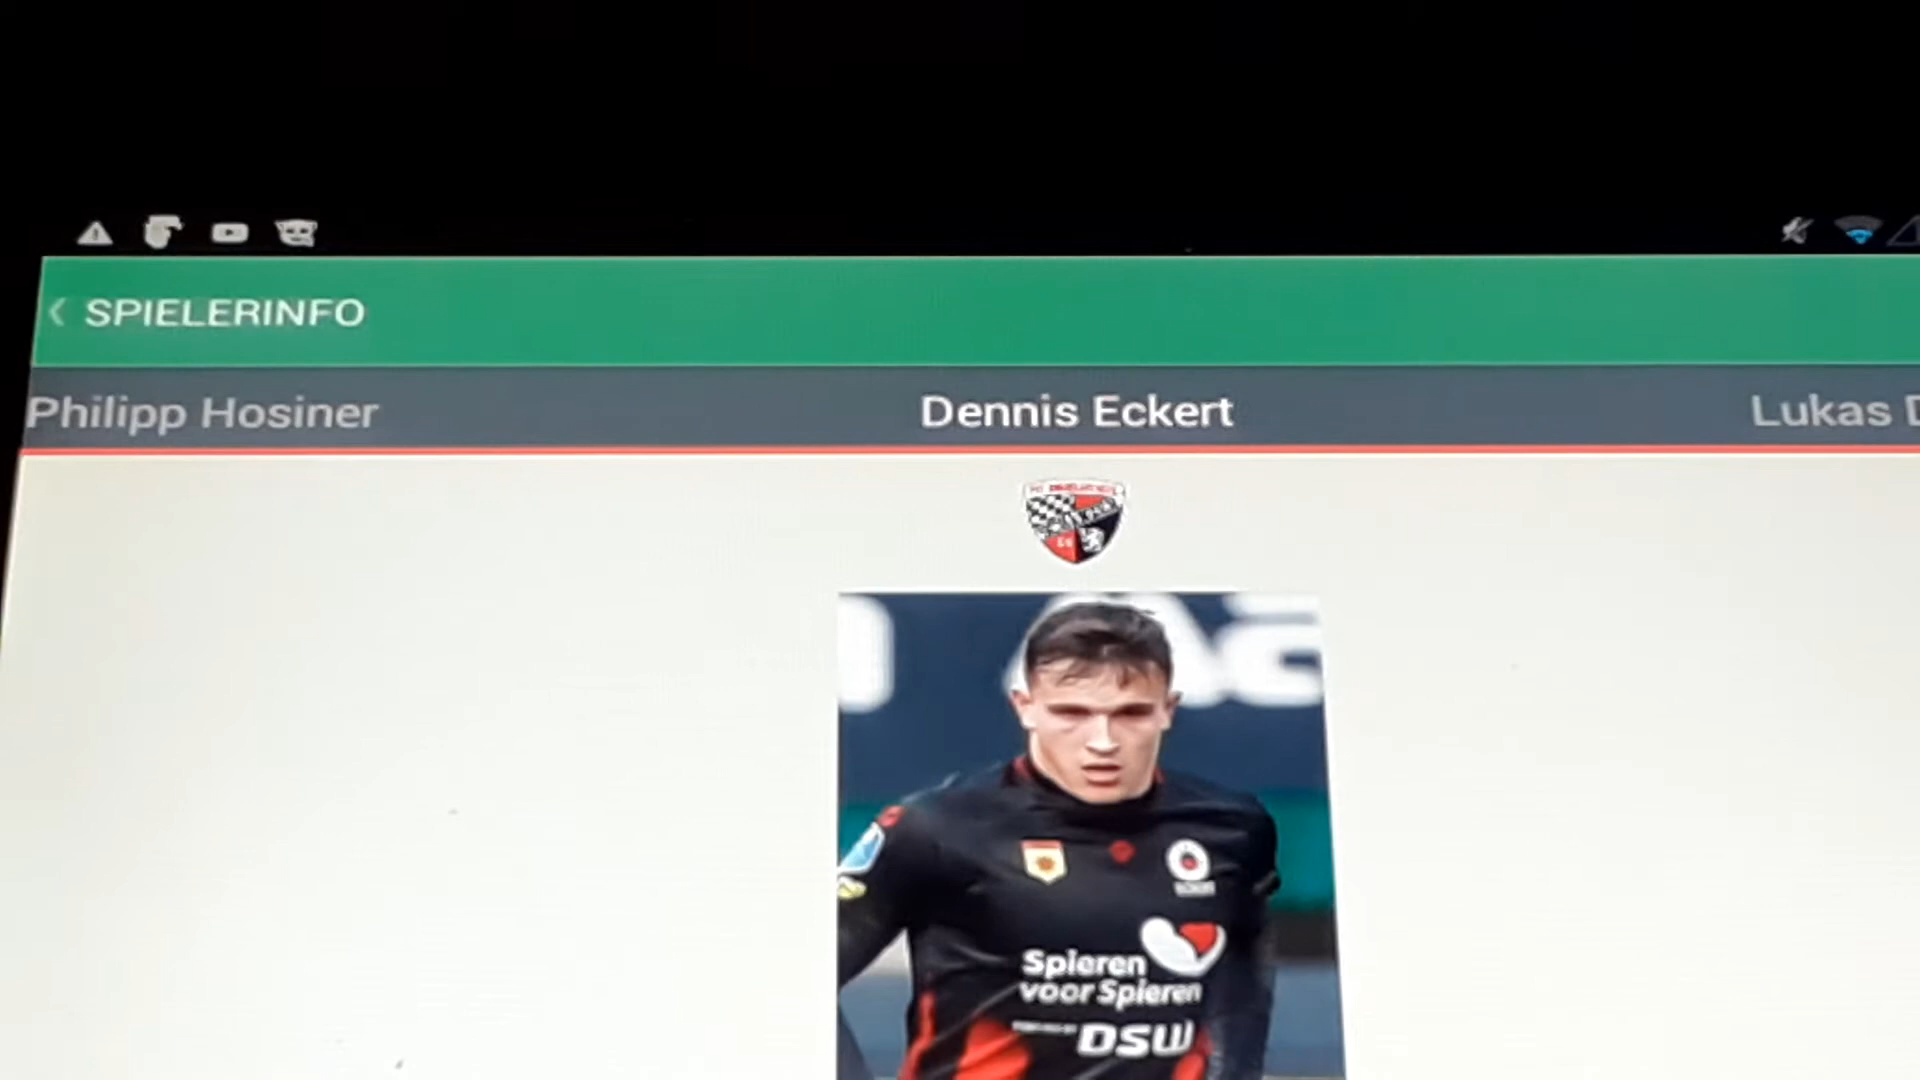 SPIELERINFO
Philipp Hosiner Dennis Eckert Lukas D
Spieren
voor Spieren
DSW